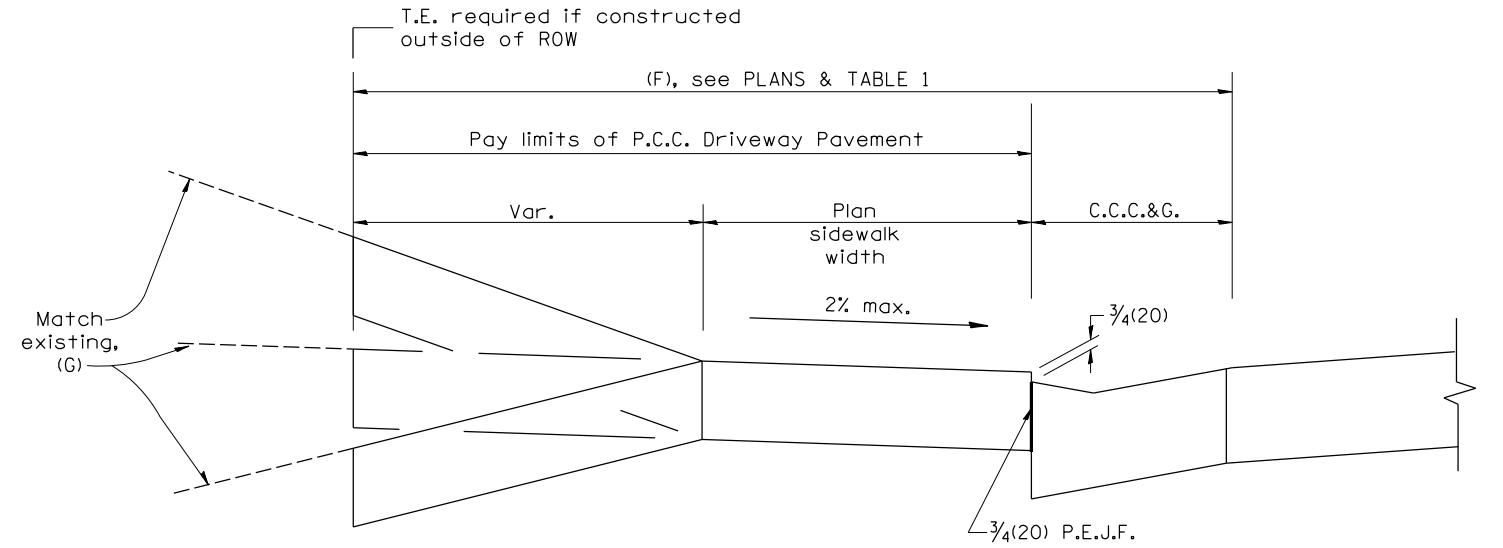 T.E. required if constructed
outside of ROW
(F), see PLANS & TABLE 1
Pay limits of P.C.C. Driveway Pavement
Var.
Plan
sidewalk
width
C.C.C.&G.
2% max.
3/4(20)
Match
existing,
(G)
3/4(20) P.E.J.F.